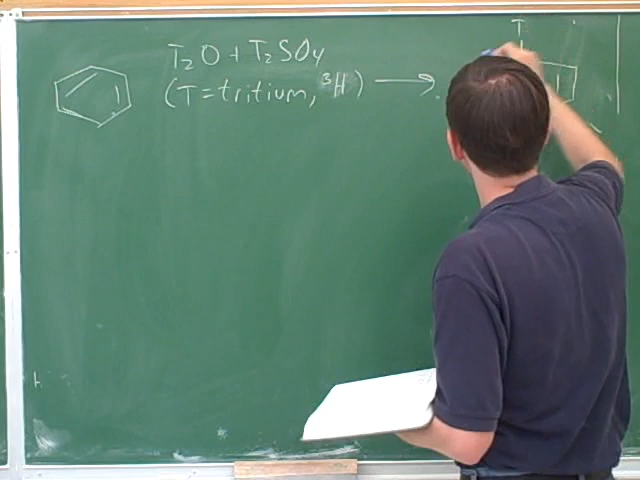 T
T₂O + T₂SO₄
(T=tritium, ³H)